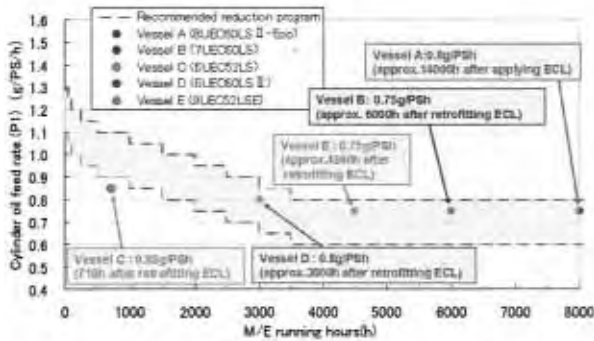 Recommended reduction program
Vessel A (8UEC60LS II-Eco)
Vessel B (7UEC60LS)
Vessel C (6UEC52LS)
Vessel D (6UEC60LS II)
Vessel E (8UEC52LSE)
Vessel A:0.8g/PSh
(approx.14000h after applying ECL)
Vessel B: 0.75g/PSh
(approx. 6000h after retrofitting ECL)
Vessel E : 0.75g/PSh
(approx.4500h after
retrofitting ECL)
Vessel C : 0.85g/PSh
(710h after retrofitting ECL)
Vessel D : 0.8g/PSh
(approx.3000h after retrofitting ECL)
Cylinder oil feed rate (P1) (g/PS/h)
1.6
1.5
1.4
1.3
1.2
1.1
1.0
0.9
0.8
0.7
0.6
0.5
0.4
0 1000 2000 3000 4000 5000 6000 7000 8000
M/E running hours(h)